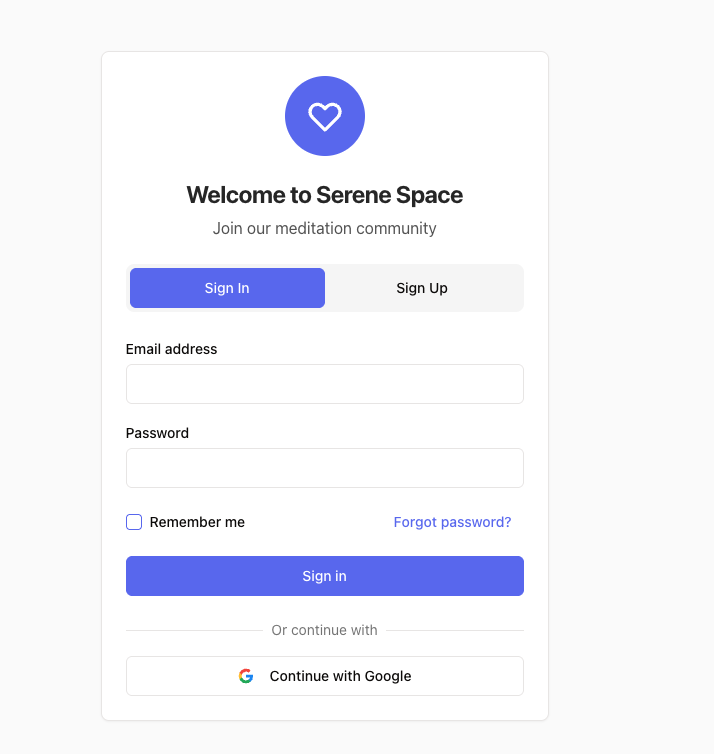 Welcome to Serene Space
Join our meditation community
Sign In
Sign Up
Email address
Password
Remember me
Forgot password?
Sign in
Or continue with
Continue with Google